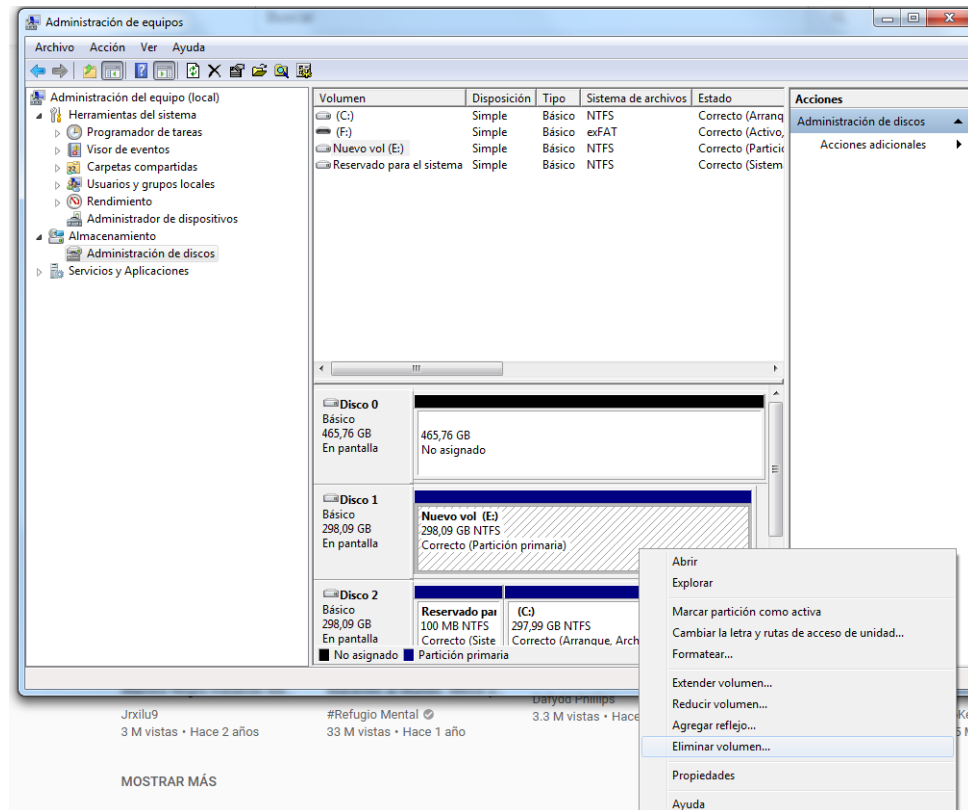 Administración de equipos
Archivo Acción Ver Ayuda
Administración del equipo (local)
Herramientas del sistema
Programador de tareas
Visor de eventos
Carpetas compartidas
Usuarios y grupos locales
Rendimiento
Administrador de dispositivos
Almacenamiento
Administración de discos
Servicios y Aplicaciones
Volumen Disposición Tipo Sistema de archivos Estado
(C:) Simple Básico NTFS Correcto (Arranq
(F:) Simple Básico exFAT Correcto (Activo,
Nuevo vol (E:) Simple Básico NTFS Correcto (Partició
Reservado para el sistema Simple Básico NTFS Correcto (Sistem
Acciones
Administración de discos
Acciones adicionales
Disco 0
Básico
465,76 GB
En pantalla
465,76 GB
No asignado
Disco 1
Básico
298,09 GB
En pantalla
Nuevo vol (E:)
298,09 GB NTFS
Correcto (Partición primaria)
Disco 2
Básico
298,09 GB
En pantalla
Reservado par
100 MB NTFS
Correcto (Siste
(C:)
297,99 GB NTFS
Correcto (Arranque, Arch
No asignado Partición primaria
Abrir
Explorar
Marcar partición como activa
Cambiar la letra y rutas de acceso de unidad...
Formatear...
Extender volumen...
Reducir volumen...
Agregar reflejo...
Eliminar volumen...
Propiedades
Ayuda
Jrxilu9
3 M vistas • Hace 2 años
#Refugio Mental
33 M vistas • Hace 1 año
Dafydd Phillips
3.3 M vistas • Hace
MOSTRAR MÁS